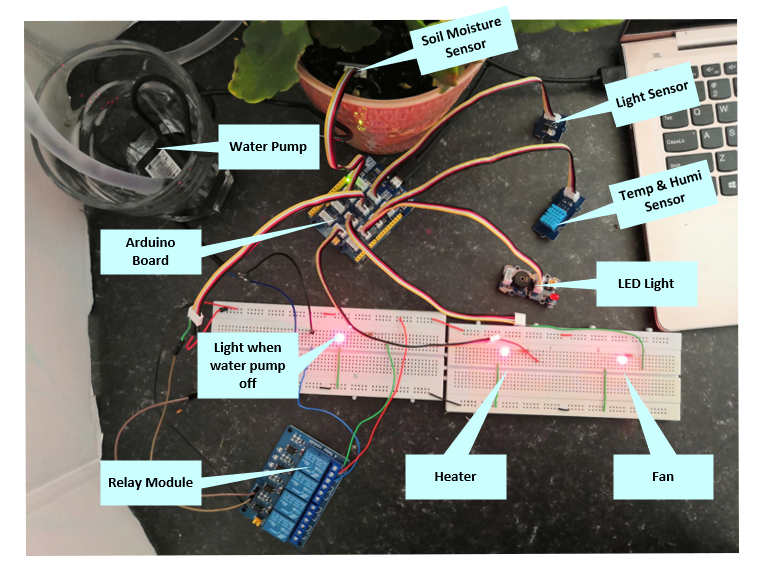 Soil Moisture
Sensor
Light Sensor
Water Pump
Temp & Humi
Sensor
Arduino
Board
LED Light
Light when
water pump
off
Relay Module
Heater
Fan